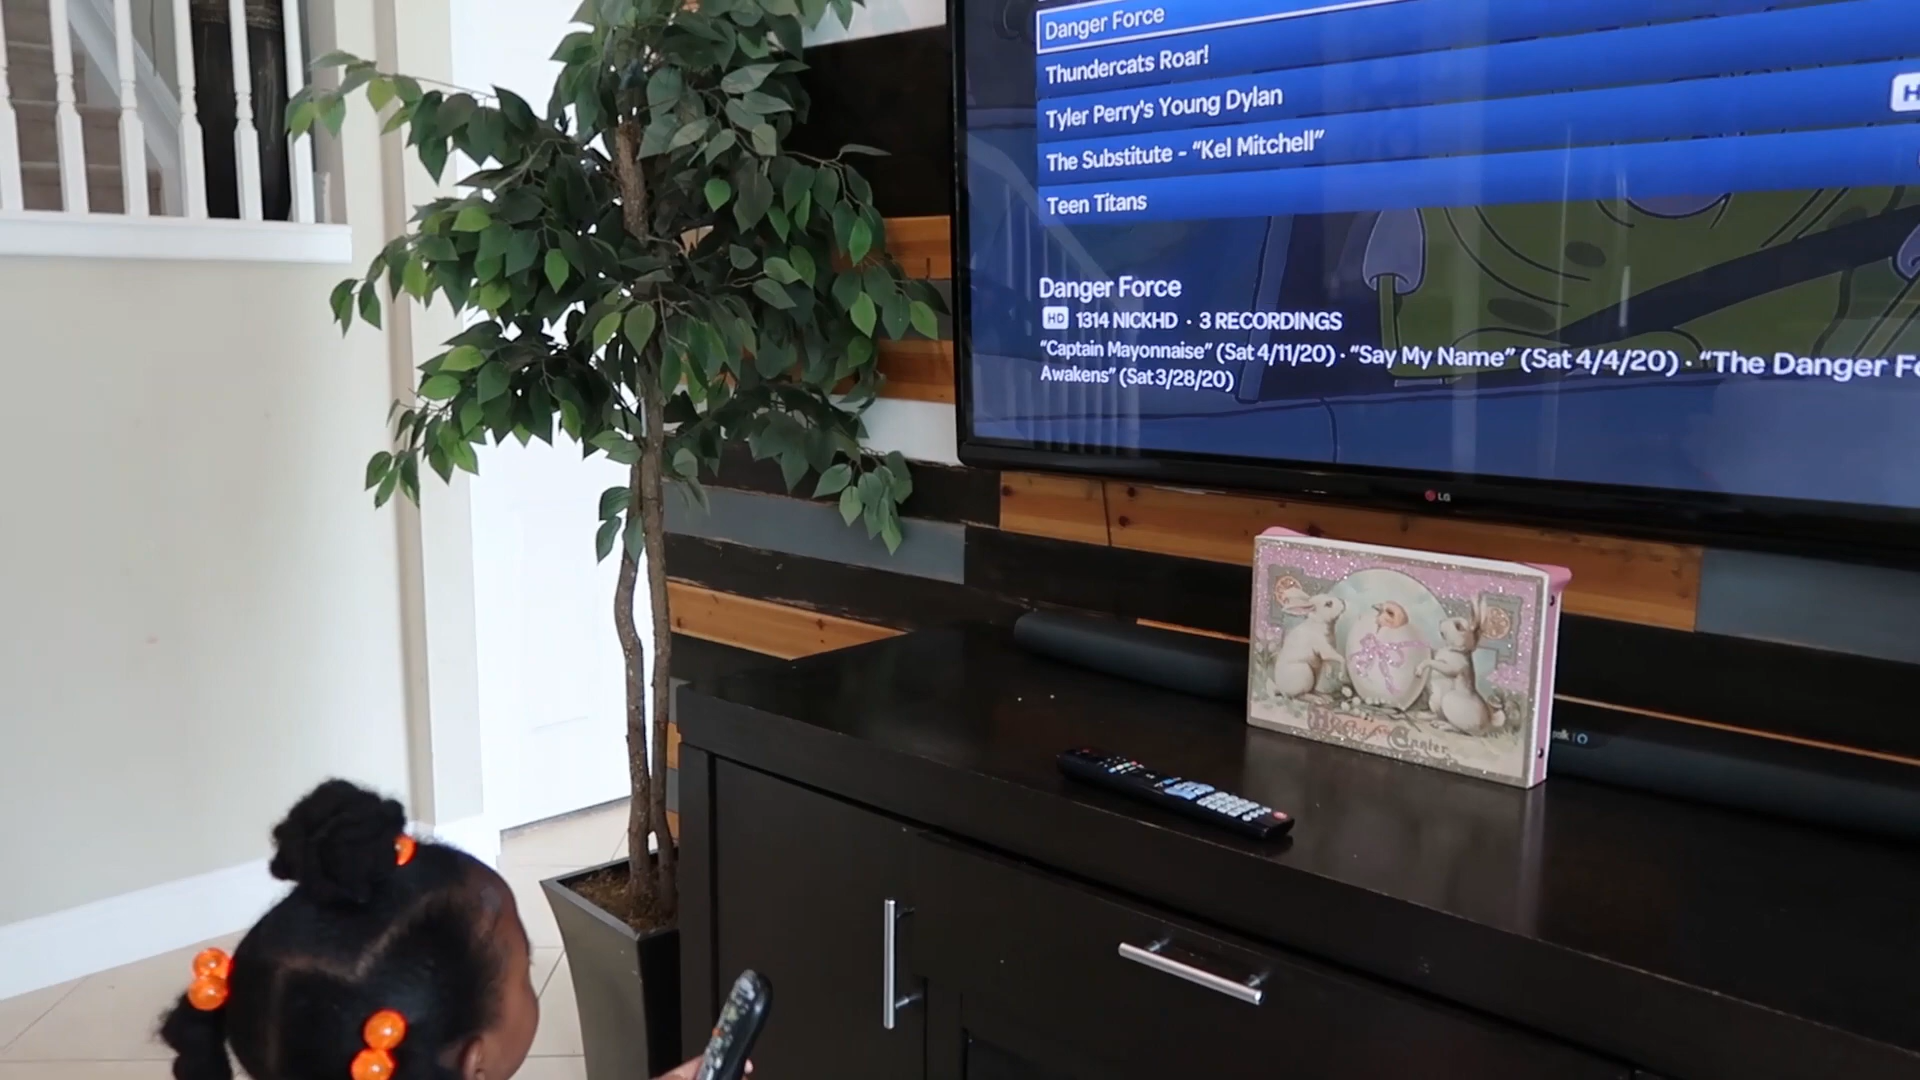 Danger Force
Thundercats Roar!
Tyler Perry's Young Dylan
The Substitute - “Kel Mitchell”
Teen Titans
Danger Force
HD 1314 NICKHD · 3 RECORDINGS
“Captain Mayonnaise” (Sat 4/11/20) · “Say My Name” (Sat 4/4/20) · “The Danger Fo
Awakens” (Sat 3/28/20)
LG
polk